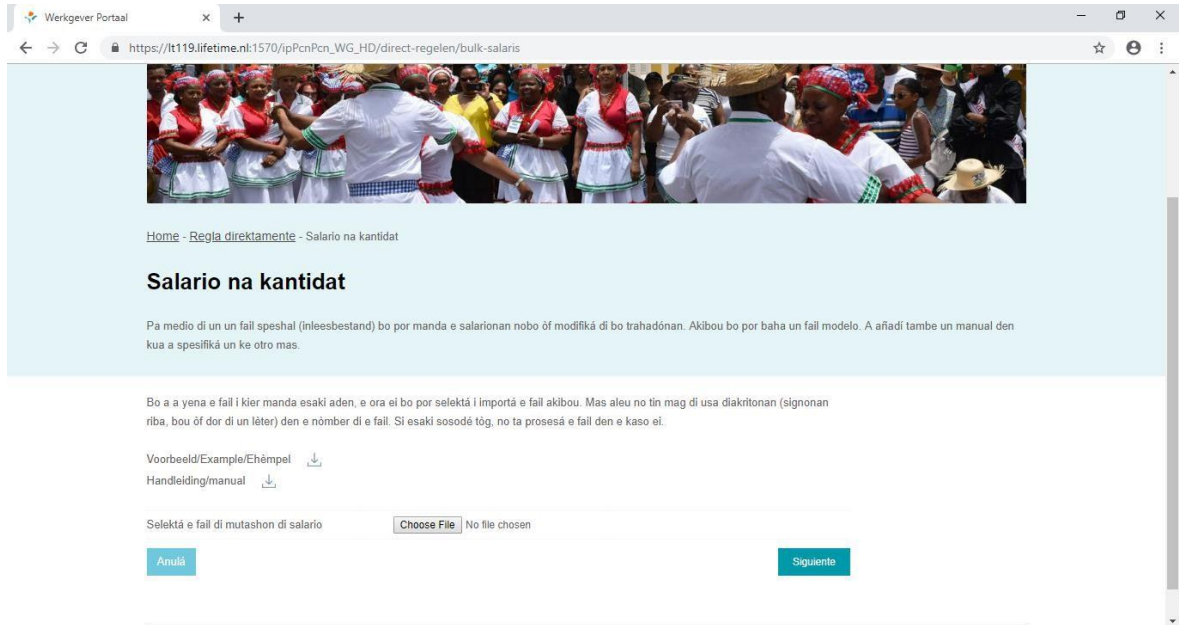 Werkgever Portaal
https://lt119.lifetime.nl:1570/ipPcnPcn_WG_HD/direct-regelen/bulk-salaris
Home - Regla direktamente - Salario na kantidat
Salario na kantidat
Pa medio di un un fail speshal (inleesbestand) bo por manda e salarionan nobo òf modifiká di bo trahadónan. Akibou bo por baha un fail modelo. A añadí tambe un manual den
kua a spesifiká un ke otro mas.
Bo a a yena e fail i kier manda esaki aden, e ora ei bo por selektá i importá e fail akibou. Mas aleu no tin mag di usa diakritonan (signonan
riba, bou òf dor di un lèter) den e nòmber di e fail. Si esaki sosodé tòg, no ta prosesá e fail den e kaso ei.
Voorbeeld/Example/Ehèmpel
Handleiding/manual
Selektá e fail di mutashon di salario Choose File No file chosen
Anulá Siguiente